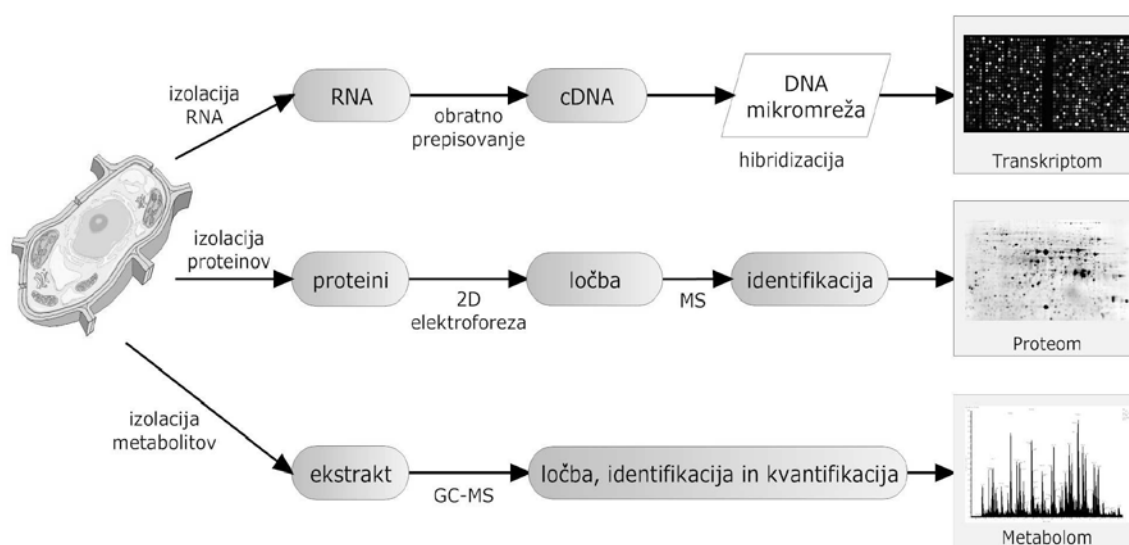 izolacija
RNA
RNA
obratno
prepisovanje
cDNA
DNA
mikromreža
hibridizacija
Transkriptom
izolacija
proteinov
proteini
2D
elektroforeza
ločba
MS
identifikacija
Proteom
izolacija
metabolitov
ekstrakt
GC-MS
ločba, identifikacija in kvantifikacija
Metabolom